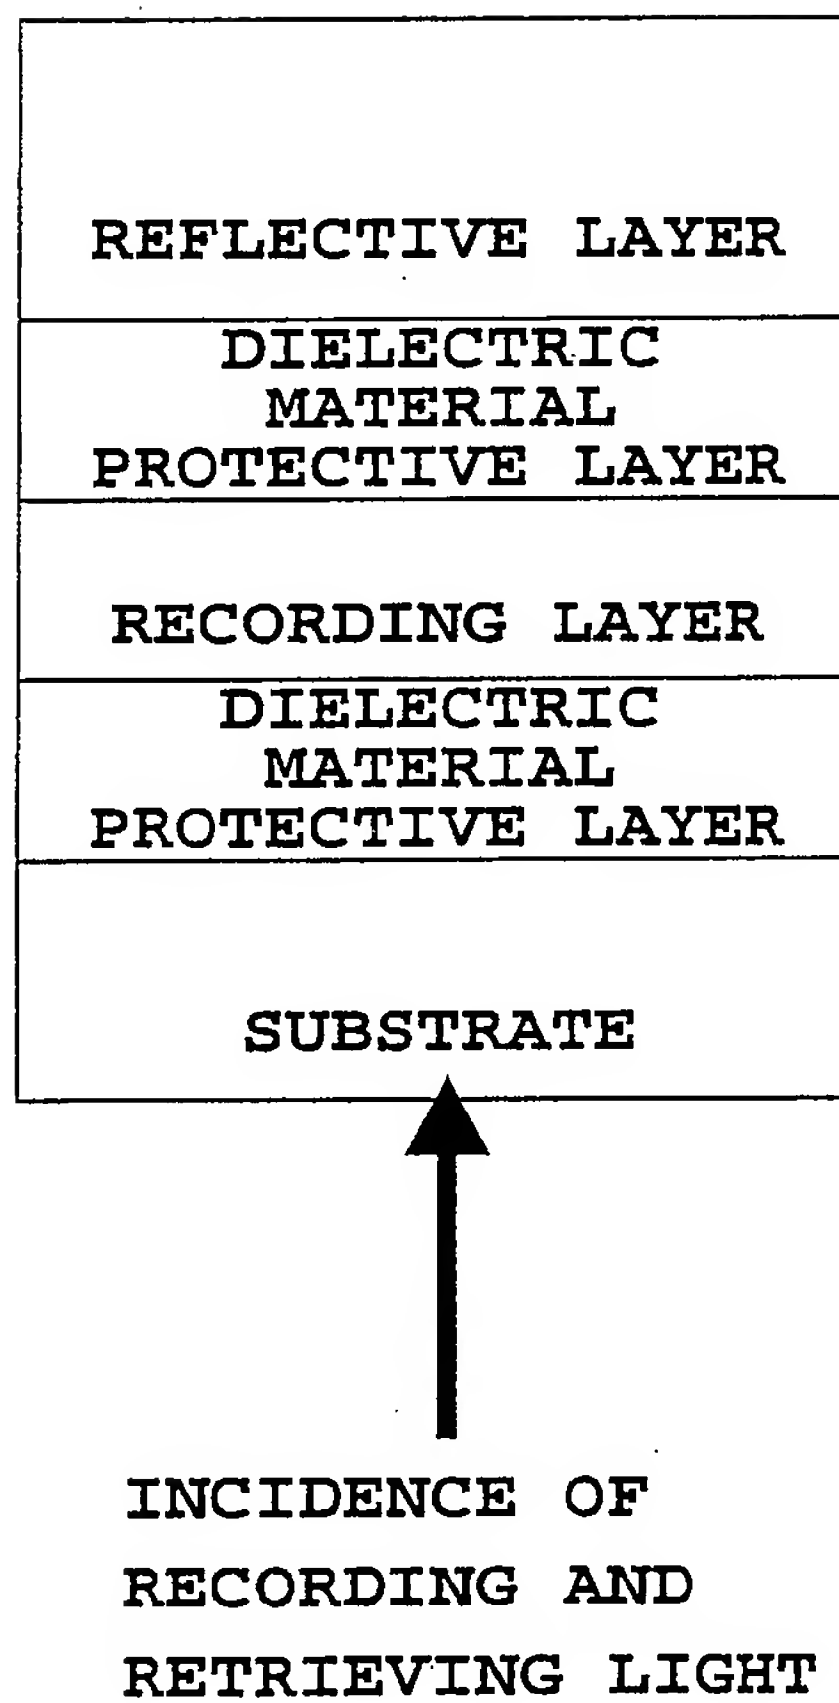 REFLECTIVE LAYER
DIELECTRIC
MATERIAL
PROTECTIVE LAYER
RECORDING LAYER
DIELECTRIC
MATERIAL
PROTECTIVE LAYER
SUBSTRATE
INCIDENCE OF
RECORDING AND
RETRIEVING LIGHT